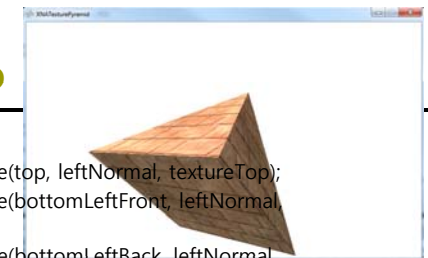 XNATexturePyramid
e(top, leftNormal, textureTop);
e(bottomLeftFront, leftNormal,
e(bottomLeftBack, leftNormal,